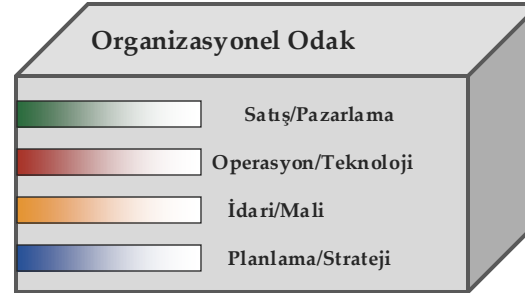 Organizasyonel Odak
Satış/Pazarlama
Operasyon/Teknoloji
İdari/Mali
Planlama/Strateji